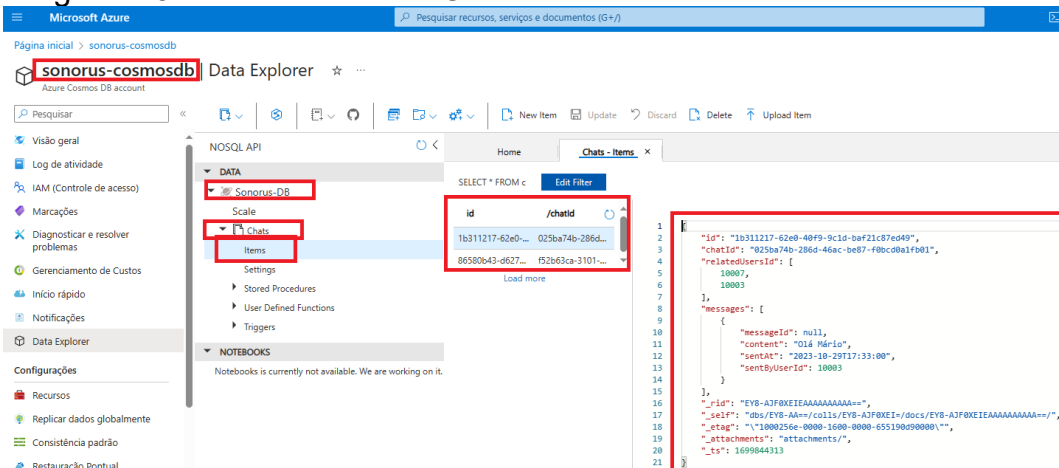 Microsoft Azure
Pesquisar recursos, serviços e documentos (G+/)
Página inicial > sonorus-cosmosdb
sonorus-cosmosdb | Data Explorer
Azure Cosmos DB account
Pesquisar
New Item Update Discard Delete Upload Item
Visão geral
Log de atividade
IAM (Controle de acesso)
Marcações
Diagnosticar e resolver
problemas
Gerenciamento de Custos
Início rápido
Notificações
Data Explorer
Configurações
Recursos
Replicar dados globalmente
Consistência padrão
Restauração Pontual
NOSQL API
DATA
Sonorus-DB
Scale
Chats
Items
Settings
Stored Procedures
User Defined Functions
Triggers
NOTEBOOKS
Notebooks is currently not available. We are working on it.
Home
Chats - Items
SELECT * FROM c
Edit Filter
id /chatId
1b311217-62e0-... 025ba74b-286d...
86580b43-d627... f52b63ca-3101-...
Load more
1 {
2 "id": "1b311217-62e0-40f9-9c1d-baf21c87ed49",
3 "chatId": "025ba74b-286d-46ac-be87-f0bcd0a1fb01",
4 "relatedUsersId": [
5 10007,
6 10003
7 ],
8 "messages": [
9 {
10 "messageId": null,
11 "content": "Olá Mário",
12 "sentAt": "2023-10-29T17:33:00",
13 "sentByUserId": 10003
14 }
15 ],
16 "_rid": "EY8-AJF0XEIEAAAAAAAAAA==",
17 "_self": "dbs/EY8-AA==/colls/EY8-AJF0XEI=/docs/EY8-AJF0XEIEAAAAAAAAAA==/",
18 "_etag": "\"1000256e-0000-1600-0000-655190d90000\"",
19 "_attachments": "attachments/",
20 "_ts": 1699844313
21 }